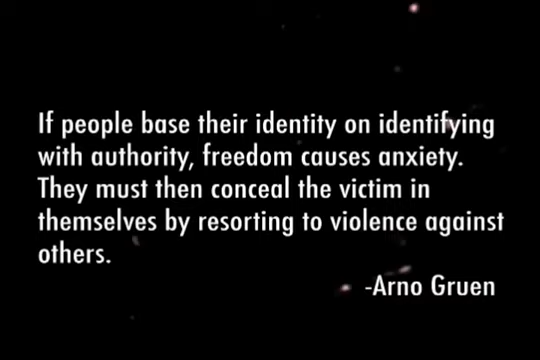 If people base their identity on identifying
with authority, freedom causes anxiety.
They must then conceal the victim in
themselves by resorting to violence against
others.
-Arno Gruen